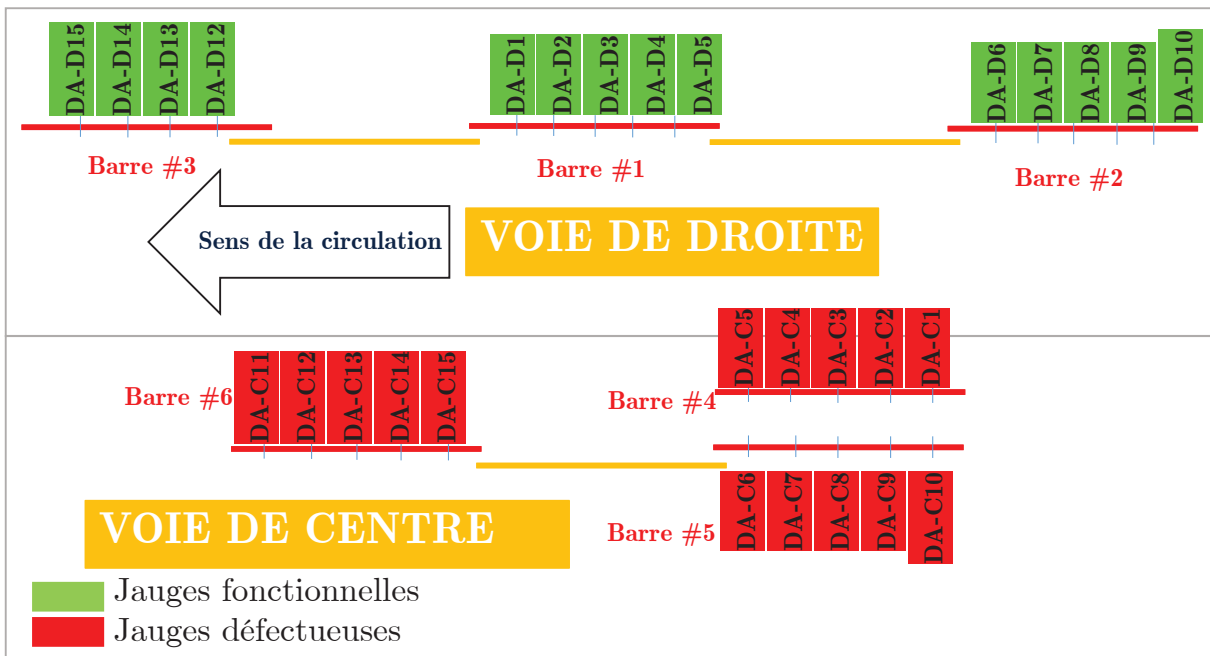 DA-D15 DA-D14 DA-D13 DA-D12
DA-D1 DA-D2 DA-D3 DA-D4 DA-D5
DA-D6 DA-D7 DA-D8 DA-D9 DA-D10
Barre #3
Barre #1
Barre #2
Sens de la circulation
VOIE DE DROITE
DA-C5 DA-C4 DA-C3 DA-C2 DA-C1
DA-C11 DA-C12 DA-C13 DA-C14 DA-C15
Barre #6
Barre #4
DA-C6 DA-C7 DA-C8 DA-C9 DA-C10
Barre #5
VOIE DE CENTRE
Jauges fonctionnelles
Jauges défectueuses